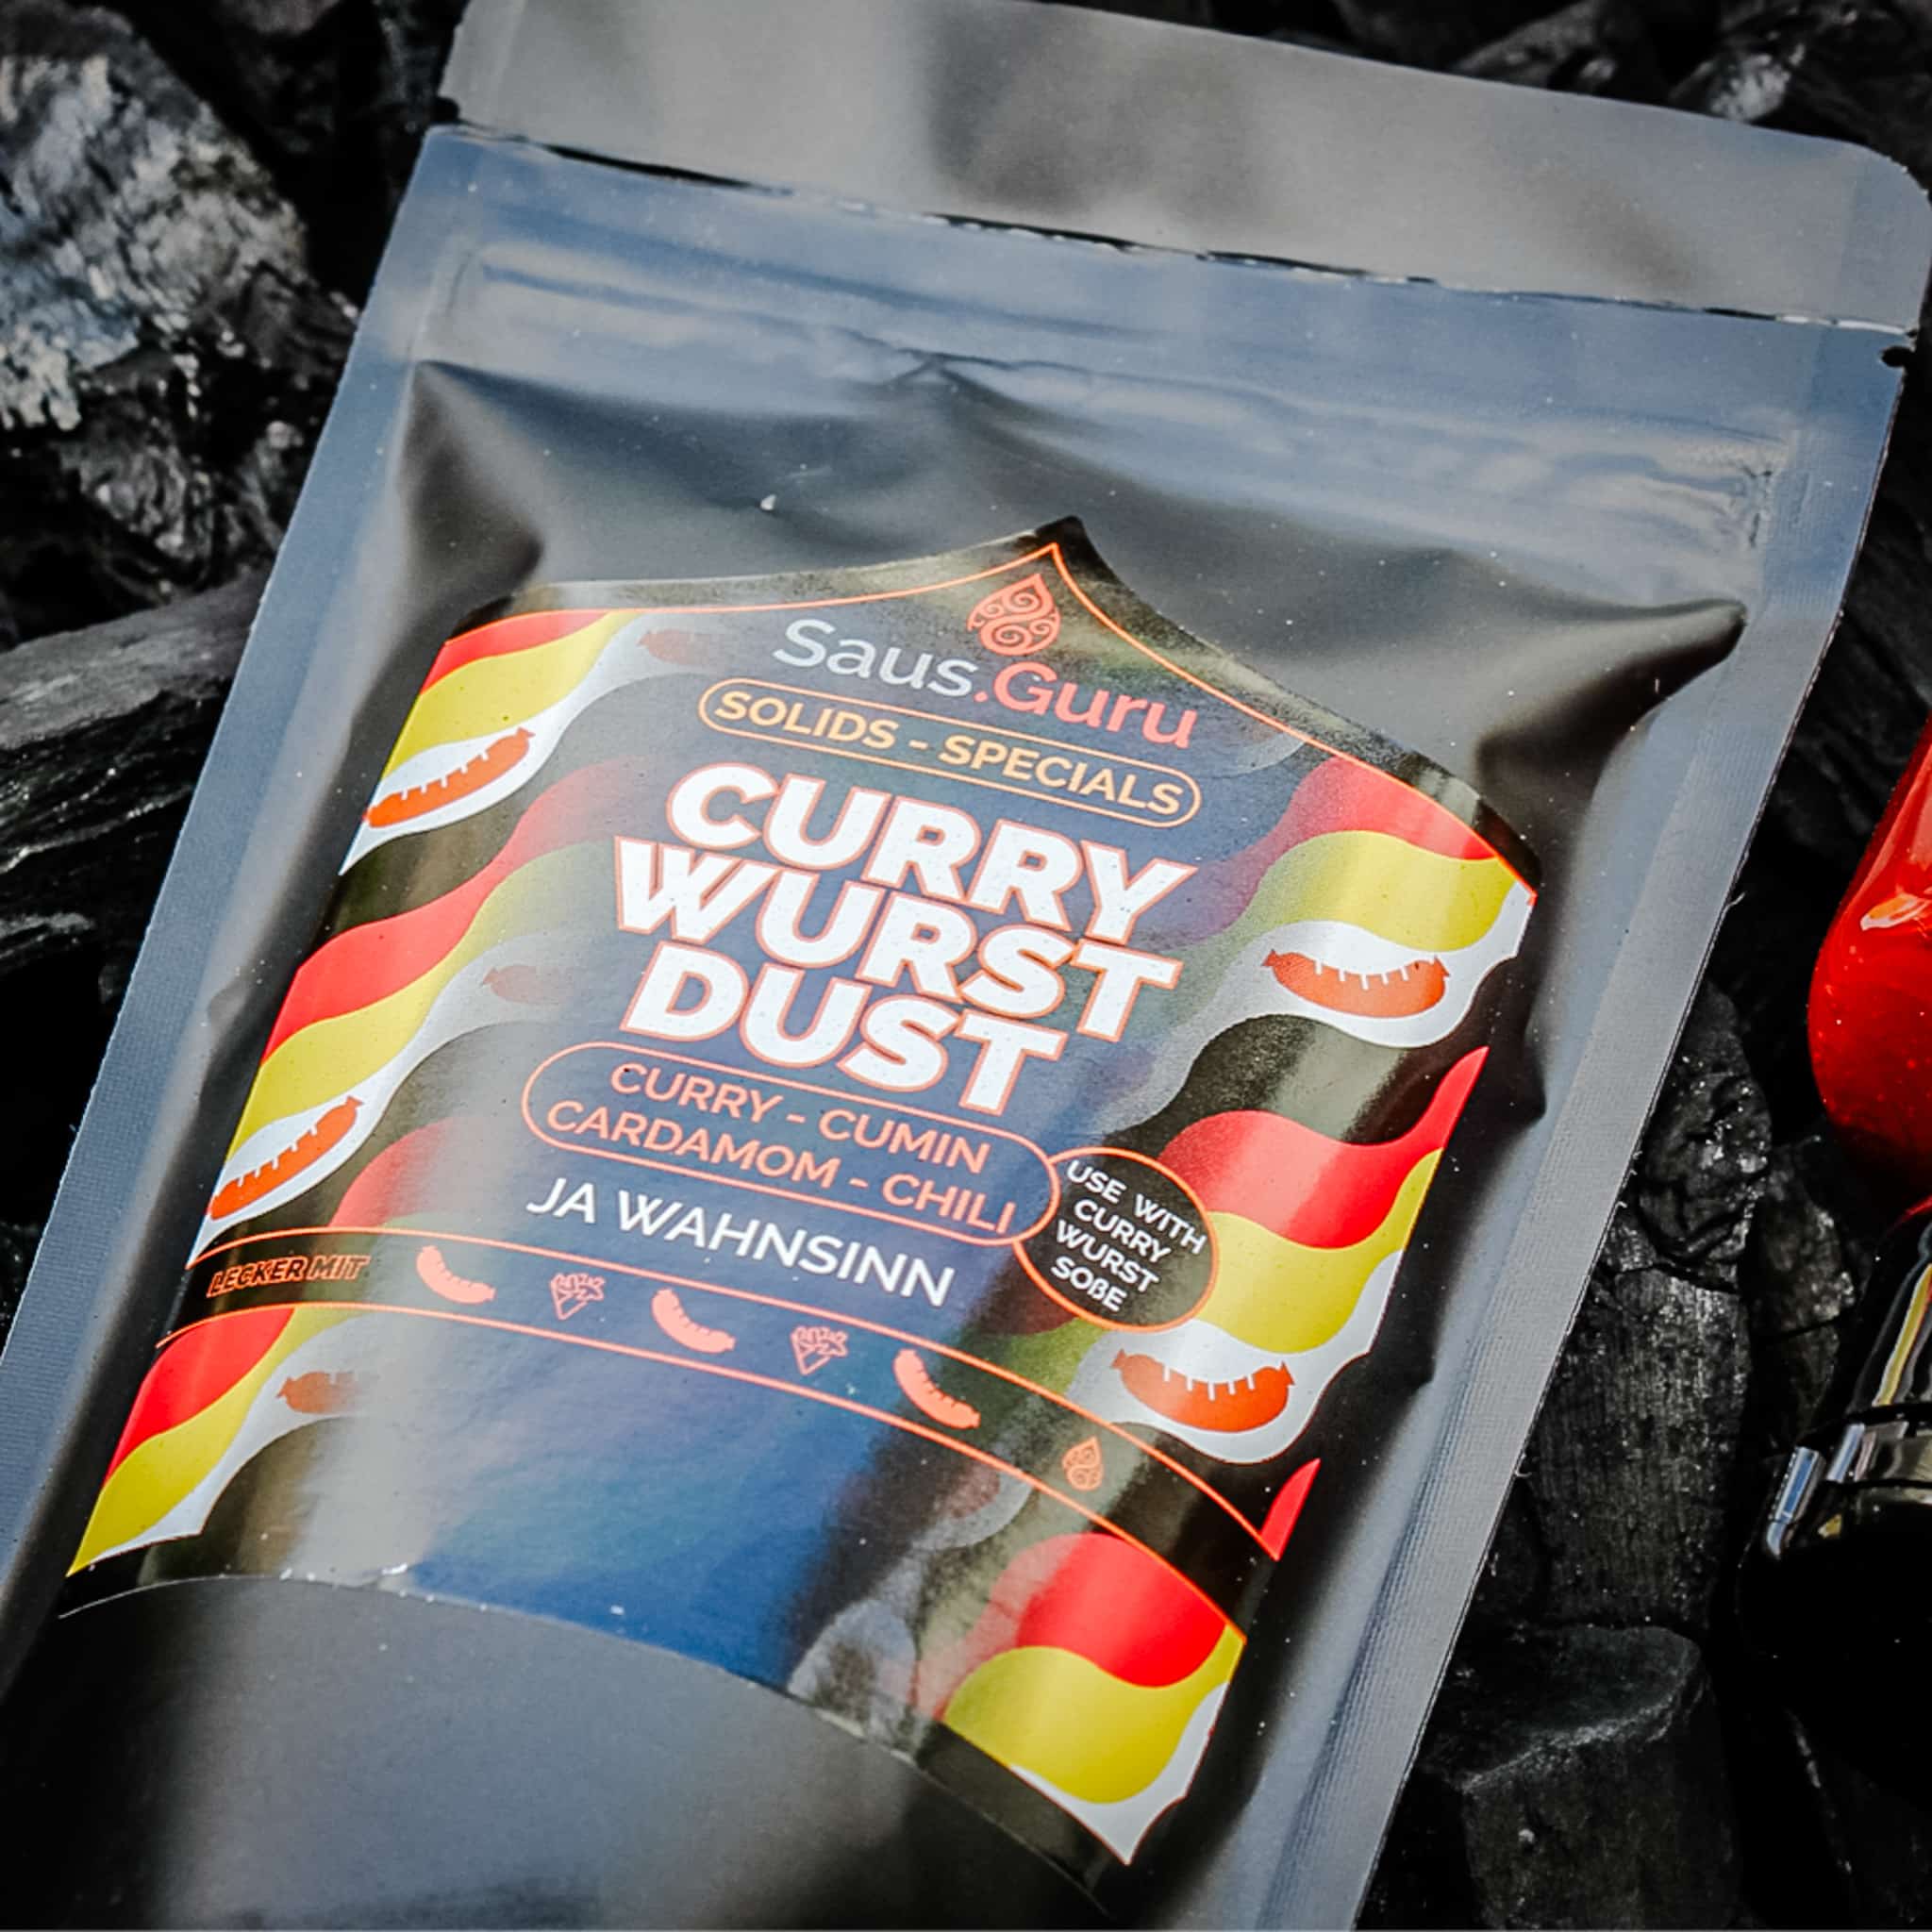 Saus.Guru
SOLIDS - SPECIALS
CURRY
WURST
DUST
CURRY - CUMIN
CARDAMOM - CHILI
JA WAHNSINN
USE WITH
CURRY
WURST
SOßE
LECKER MIT